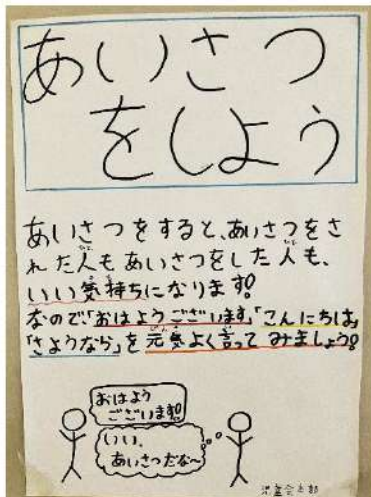 あいさつ
をしよう
あいさつをすると、あいさつをさ
れた人もあいさつをした人も、
いい気持ちになります!
なので「おはようございます」「こんにちは」
「さようなら」を元気よく言ってみましょう!
おはよう
ございます!
いい、
あいさつだな〜